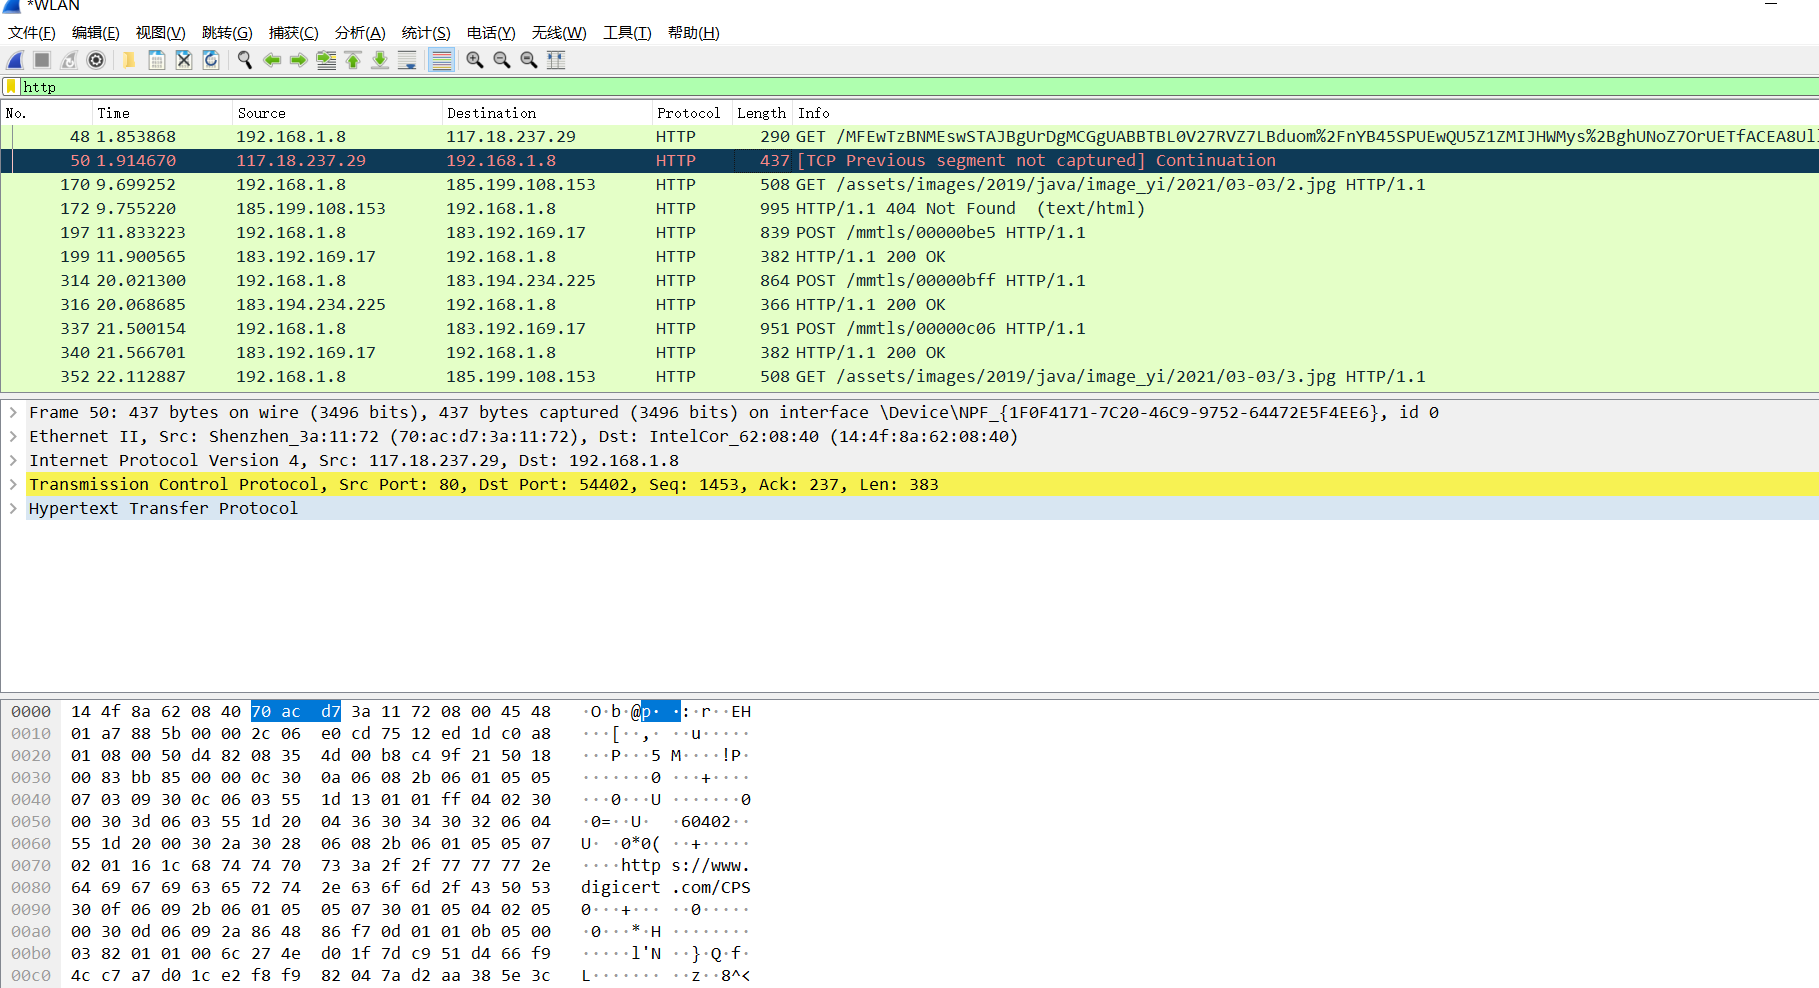 *WLAN
文件(F) 编辑(E) 视图(V) 跳转(G) 捕获(C) 分析(A) 统计(S) 电话(Y) 无线(W) 工具(T) 帮助(H)
http
No. Time Source Destination Protocol Length Info
48 1.853868 192.168.1.8 117.18.237.29 HTTP 290 GET /MFEwTzBNMEswSTAJBgUrDgMCGgUABBTBL0V27RVZ7LBduom%2FnYB45SPUEwQU5Z1ZMIJHWMys%2BghUNoZ7OrUETfACEA8Ul
50 1.914670 117.18.237.29 192.168.1.8 HTTP 437 [TCP Previous segment not captured] Continuation
170 9.699252 192.168.1.8 185.199.108.153 HTTP 508 GET /assets/images/2019/java/image_yi/2021/03-03/2.jpg HTTP/1.1
172 9.755220 185.199.108.153 192.168.1.8 HTTP 995 HTTP/1.1 404 Not Found (text/html)
197 11.833223 192.168.1.8 183.192.169.17 HTTP 839 POST /mmtls/00000be5 HTTP/1.1
199 11.900565 183.192.169.17 192.168.1.8 HTTP 382 HTTP/1.1 200 OK
314 20.021300 192.168.1.8 183.194.234.225 HTTP 864 POST /mmtls/00000bff HTTP/1.1
316 20.068685 183.194.234.225 192.168.1.8 HTTP 366 HTTP/1.1 200 OK
337 21.500154 192.168.1.8 183.192.169.17 HTTP 951 POST /mmtls/00000c06 HTTP/1.1
340 21.566701 183.192.169.17 192.168.1.8 HTTP 382 HTTP/1.1 200 OK
352 22.112887 192.168.1.8 185.199.108.153 HTTP 508 GET /assets/images/2019/java/image_yi/2021/03-03/3.jpg HTTP/1.1
Frame 50: 437 bytes on wire (3496 bits), 437 bytes captured (3496 bits) on interface \Device\NPF_{1F0F4171-7C20-46C9-9752-64472E5F4EE6}, id 0
Ethernet II, Src: Shenzhen_3a:11:72 (70:ac:d7:3a:11:72), Dst: IntelCor_62:08:40 (14:4f:8a:62:08:40)
Internet Protocol Version 4, Src: 117.18.237.29, Dst: 192.168.1.8
Transmission Control Protocol, Src Port: 80, Dst Port: 54402, Seq: 1453, Ack: 237, Len: 383
Hypertext Transfer Protocol
0000 14 4f 8a 62 08 40 70 ac d7 3a 11 72 08 00 45 48 ·O·b·@p· ·:·r··EH
0010 01 a7 88 5b 00 00 2c 06 e0 cd 75 12 ed 1d c0 a8 ···[··,· ··u·····
0020 01 08 00 50 d4 82 08 35 4d 00 b8 c4 9f 21 50 18 ···P···5 M····!P·
0030 00 83 bb 85 00 00 0c 30 0a 06 08 2b 06 01 05 05 ·······0 ···+····
0040 07 03 09 30 0c 06 03 55 1d 13 01 01 ff 04 02 30 ···0···U ·······0
0050 00 30 3d 06 03 55 1d 20 04 36 30 34 30 32 06 04 ·0=··U·  ·60402··
0060 55 1d 20 00 30 2a 30 28 06 08 2b 06 01 05 05 07 U· ·0*0( ··+·····
0070 02 01 16 1c 68 74 74 70 73 3a 2f 2f 77 77 77 2e ····http s://www.
0080 64 69 67 69 63 65 72 74 2e 63 6f 6d 2f 43 50 53 digicert .com/CPS
0090 30 0f 06 09 2b 06 01 05 05 07 30 01 05 04 02 05 0···+··· ··0·····
00a0 00 30 0d 06 09 2a 86 48 86 f7 0d 01 01 0b 05 00 ·0···*·H ········
00b0 03 82 01 01 00 6c 27 4e d0 1f 7d c9 51 d4 66 f9 ·····l'N ··}·Q·f·
00c0 4c c7 a7 d0 1c e2 f8 f9 82 04 7a d2 aa 38 5e 3c L······· ··z··8^<